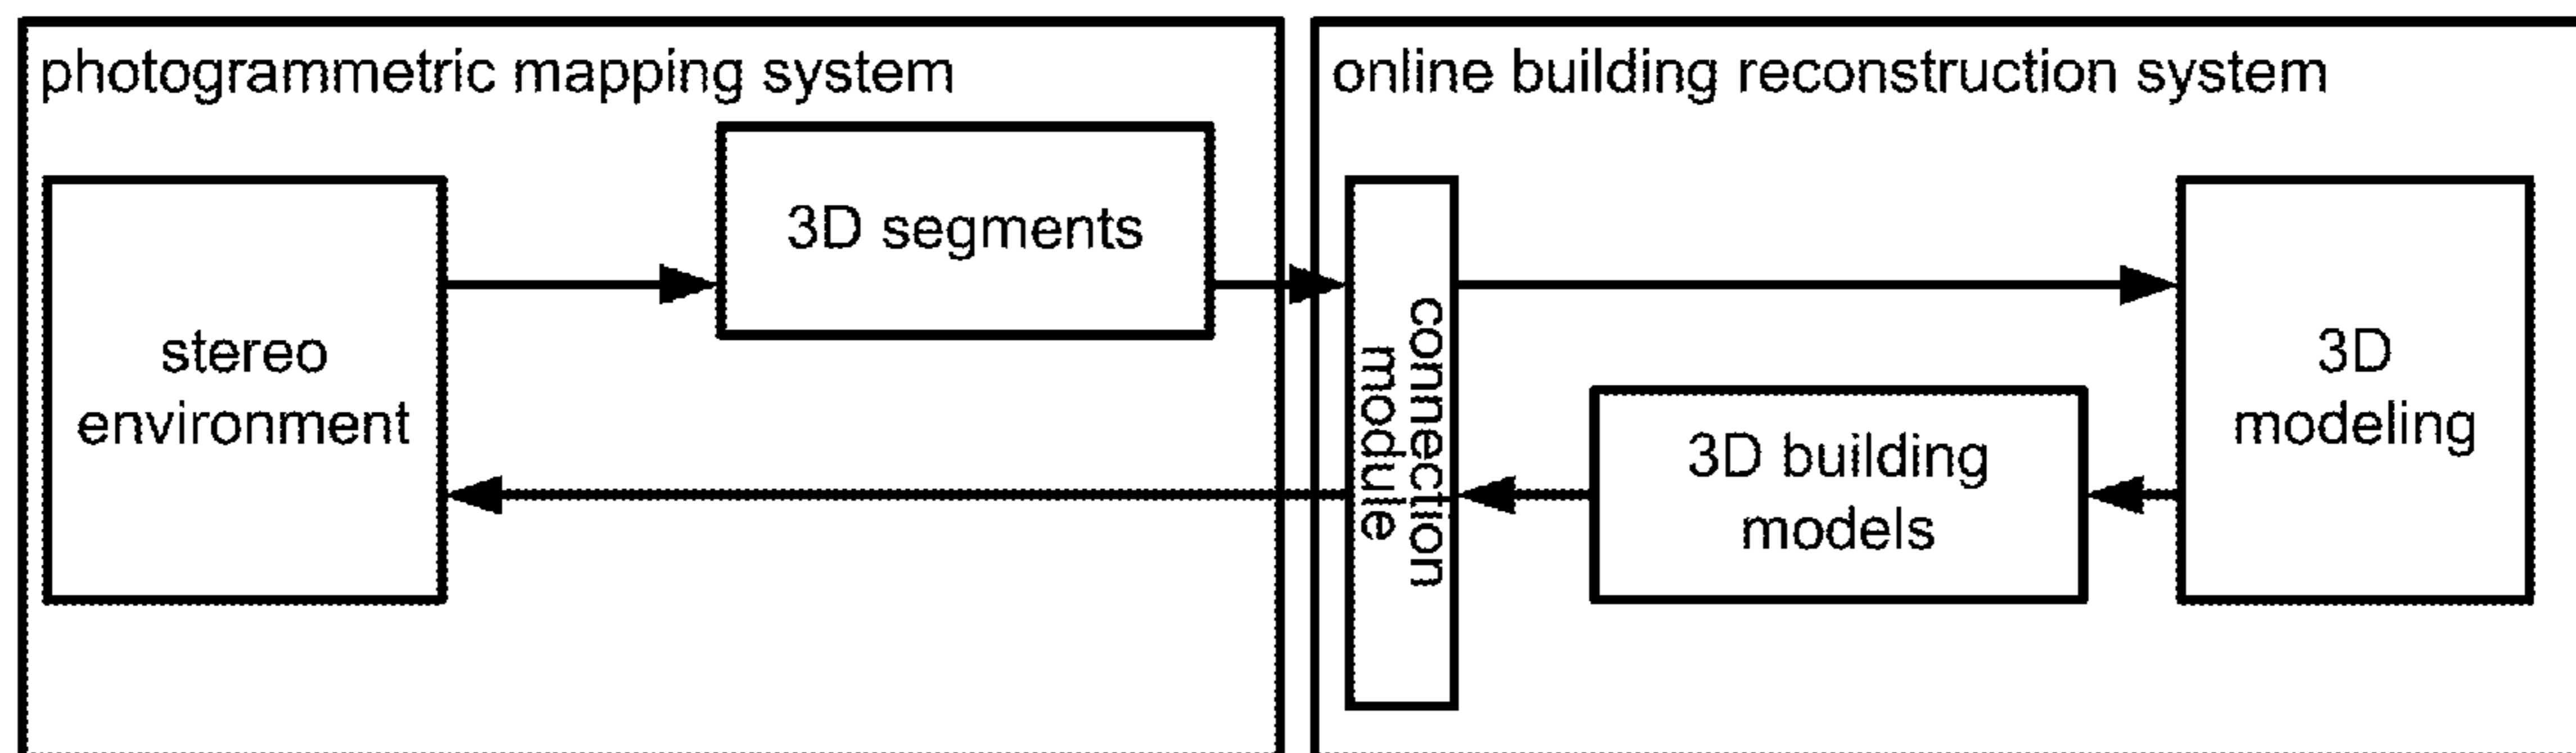 photogrammetric mapping system
stereo
environment
3D segments
online building reconstruction system
connection
module
3D building
models
3D
modeling